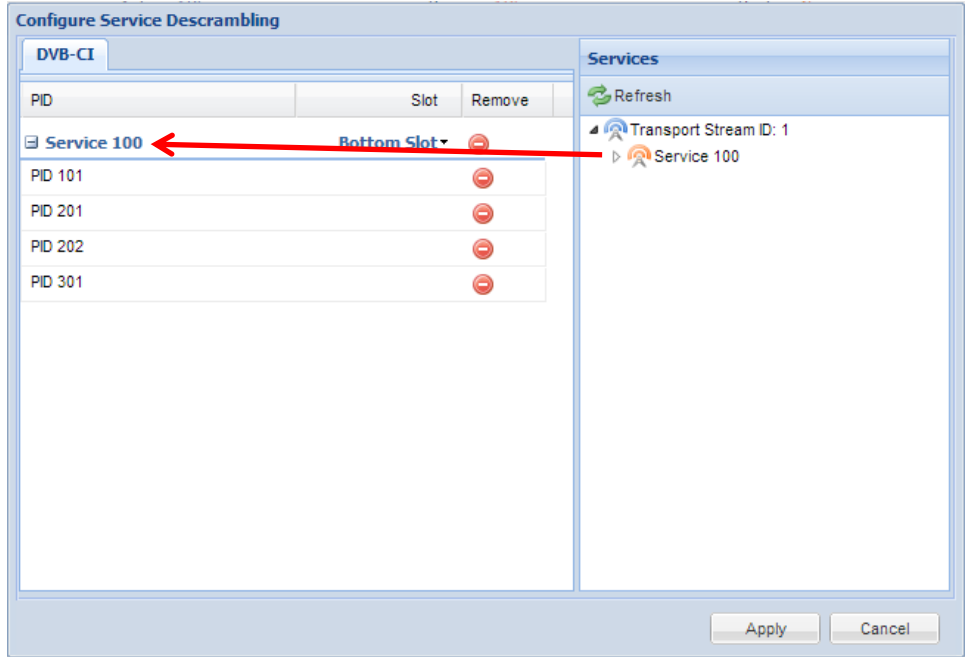 Configure Service Descrambling
DVB-CI
PID Slot Remove
Service 100 Bottom Slot
PID 101
PID 201
PID 202
PID 301
Services
Refresh
Transport Stream ID: 1
Service 100
Apply Cancel